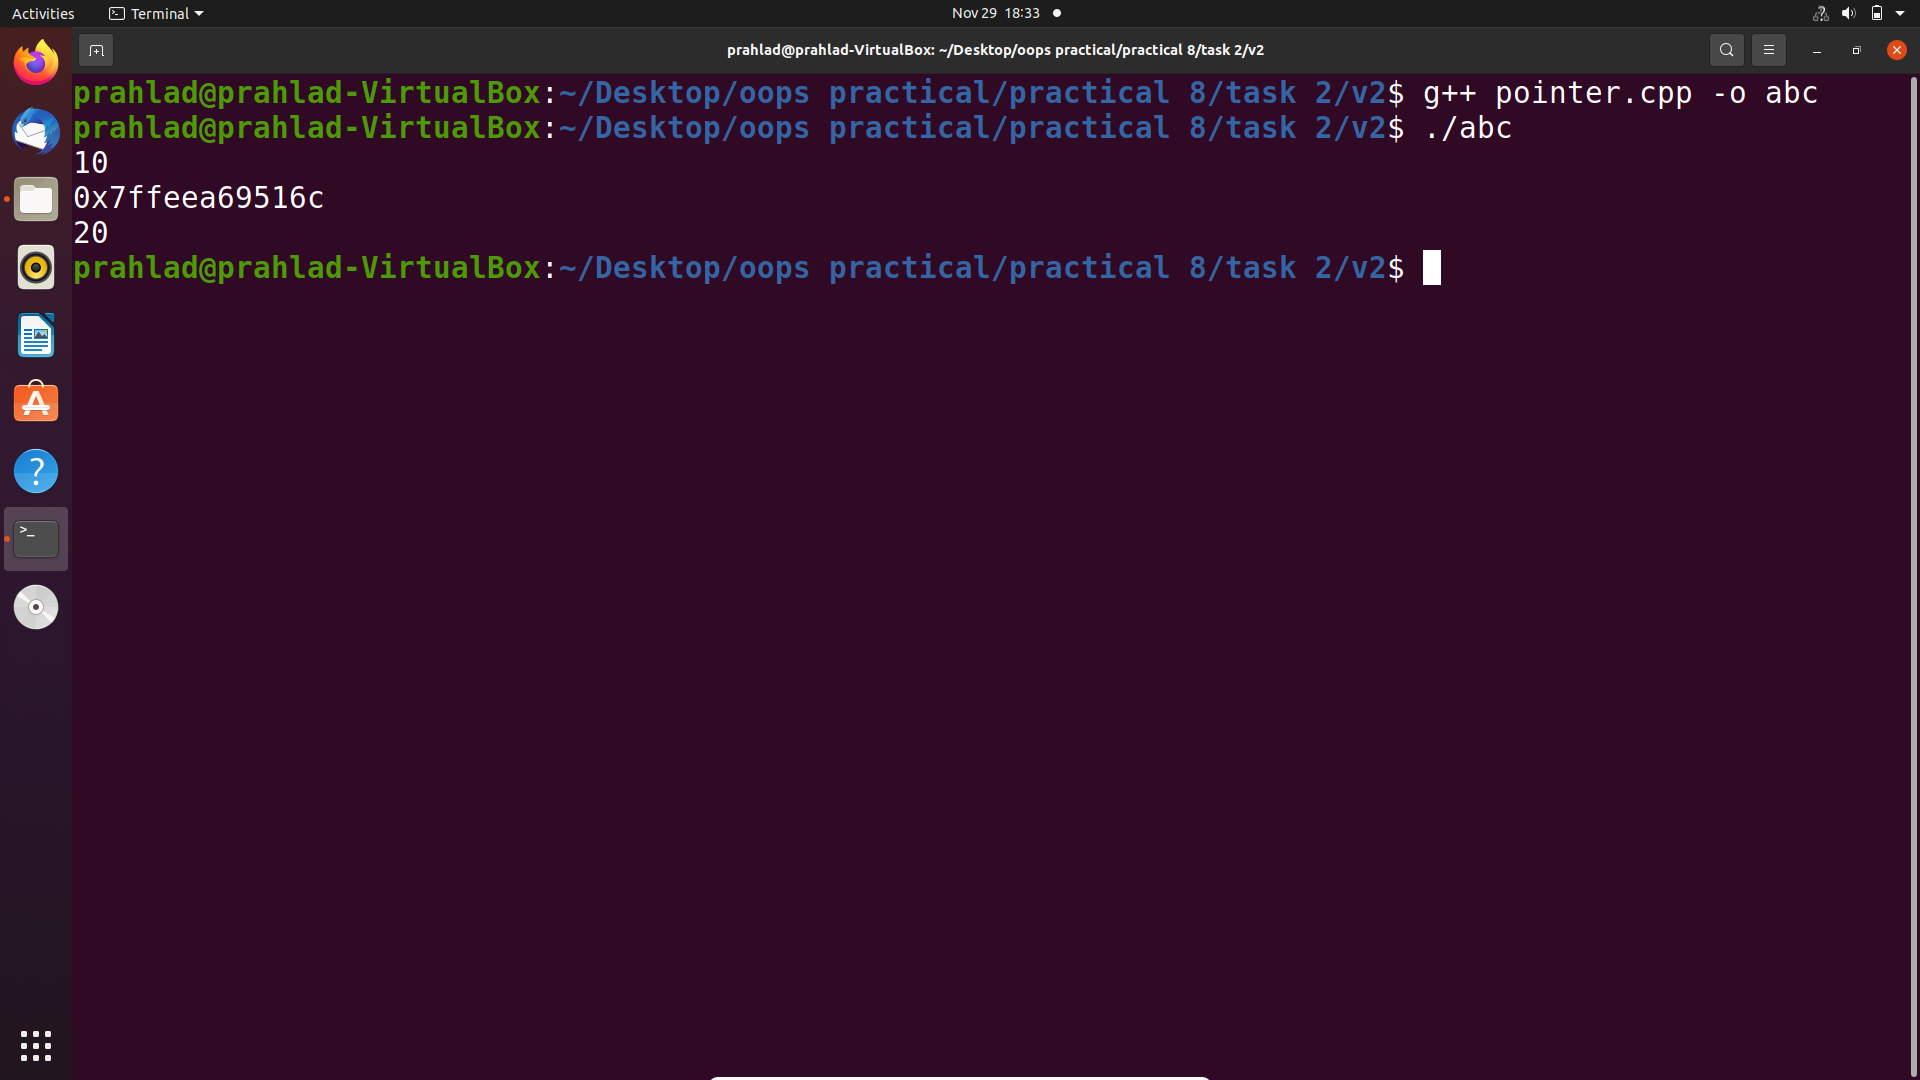 Activities
Terminal
Nov 29 18:33
prahlad@prahlad-VirtualBox: ~/Desktop/oops practical/practical 8/task 2/v2
prahlad@prahlad-VirtualBox:~/Desktop/oops practical/practical 8/task 2/v2$ g++ pointer.cpp -o abc
prahlad@prahlad-VirtualBox:~/Desktop/oops practical/practical 8/task 2/v2$ ./abc
10
0x7ffeea69516c
20
prahlad@prahlad-VirtualBox:~/Desktop/oops practical/practical 8/task 2/v2$